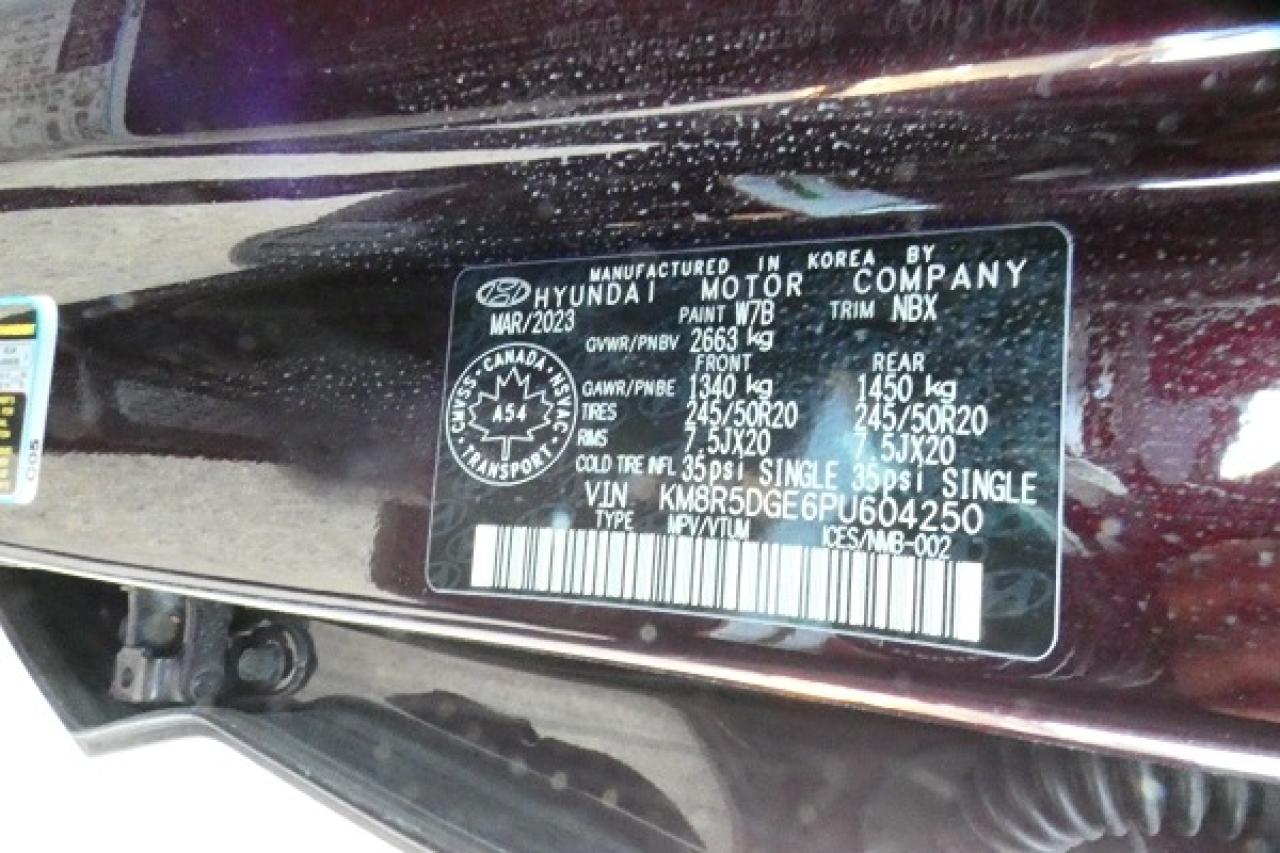 MANUFACTURED IN KOREA BY
HYUNDAI MOTOR COMPANY
MAR/2023 PAINT W7B TRIM NBX
GVWR/PNBV 2663 kg
FRONT REAR
GAWR/PNBE 1340 kg 1450 kg
TIRES 245/50R20 245/50R20
RIMS 7.5JX20 7.5JX20
COLD TIRE INFL 35psi SINGLE 35psi SINGLE
VIN KM8R5DGE6PU604250
TYPE MPV/VTUM ICES/NMB-002
CMVSS · CANADA · NSVAC · TRANSPORT
A54
C005